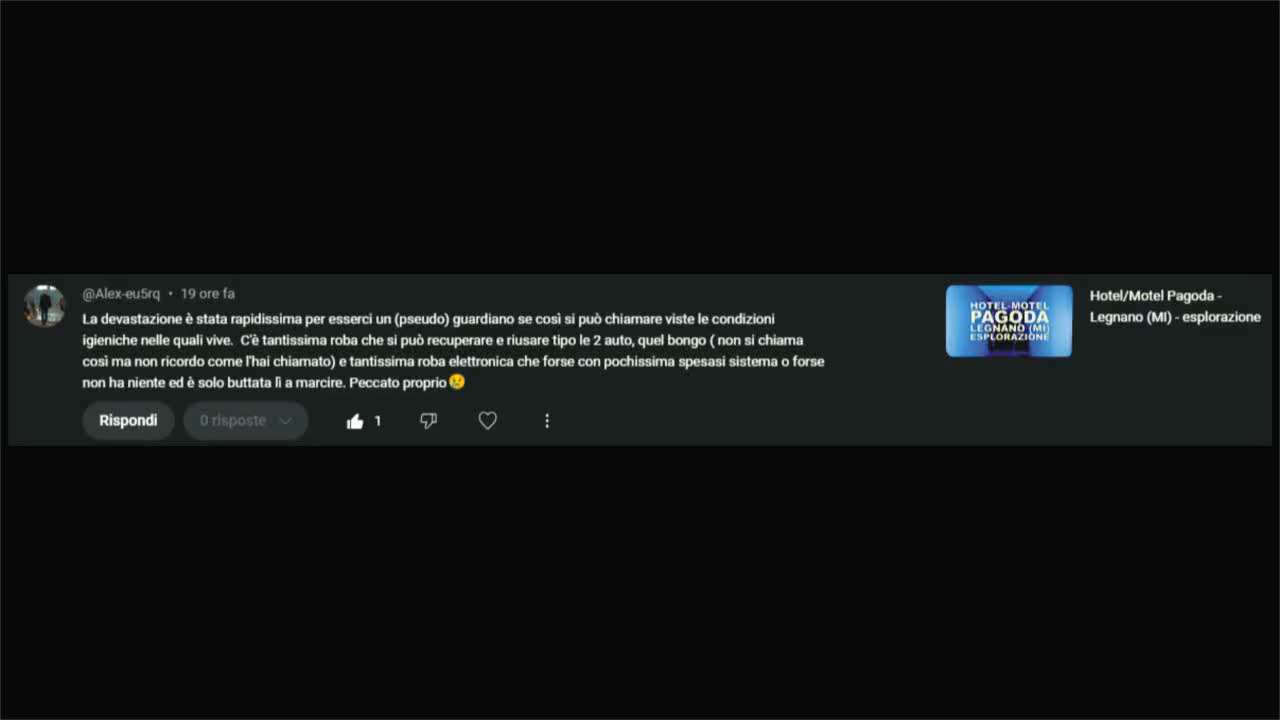 @Alex-eu5rq • 19 ore fa
La devastazione è stata rapidissima per esserci un (pseudo) guardiano se così si può chiamare viste le condizioni
igieniche nelle quali vive.  C'è tantissima roba che si può recuperare e riusare tipo le 2 auto, quel bongo ( non si chiama
così ma non ricordo come l'hai chiamato) e tantissima roba elettronica che forse con pochissima spesasi sistema o forse
non ha niente ed è solo buttata lì a marcire. Peccato proprio 😢
Rispondi
0 risposte
1
HOTEL-MOTEL
PAGODA
LEGNANO (MI)
ESPLORAZIONE
Hotel/Motel Pagoda -
Legnano (MI) - esplorazione